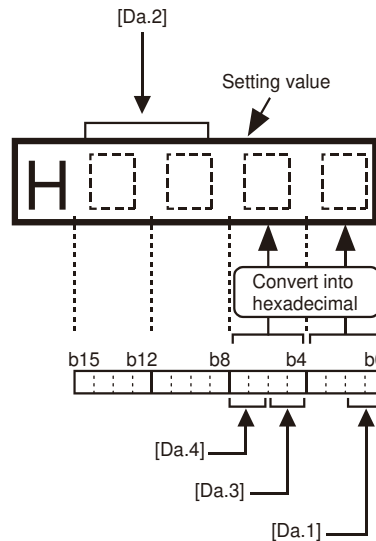 [Da.2]
Setting value
H
Convert into
hexadecimal
b15 b12 b8 b4
[Da.4]
[Da.3]
[Da.1]